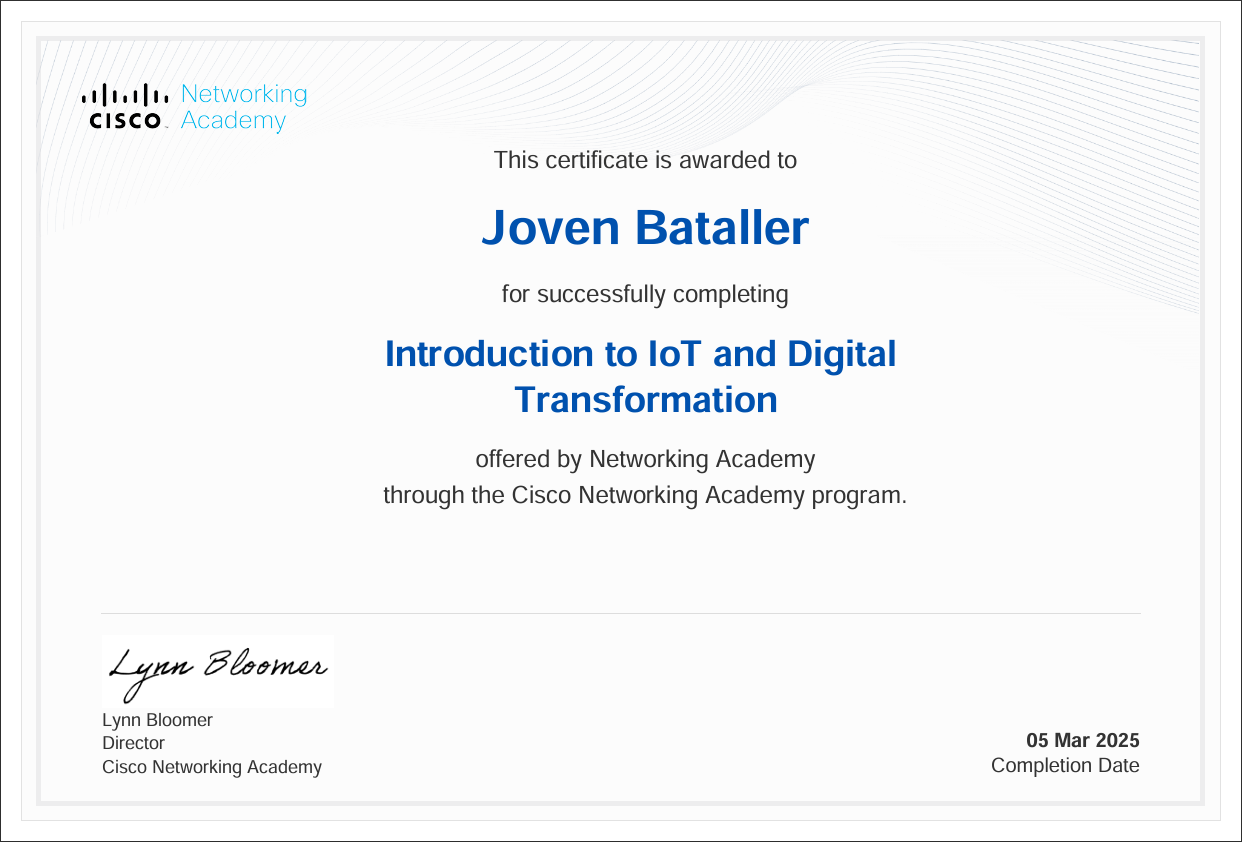 Networking
CISCO Academy
This certificate is awarded to
Joven Bataller
for successfully completing
Introduction to IoT and Digital
Transformation
offered by Networking Academy
through the Cisco Networking Academy program.
Lynn Bloomer
Lynn Bloomer
Director
Cisco Networking Academy
05 Mar 2025
Completion Date